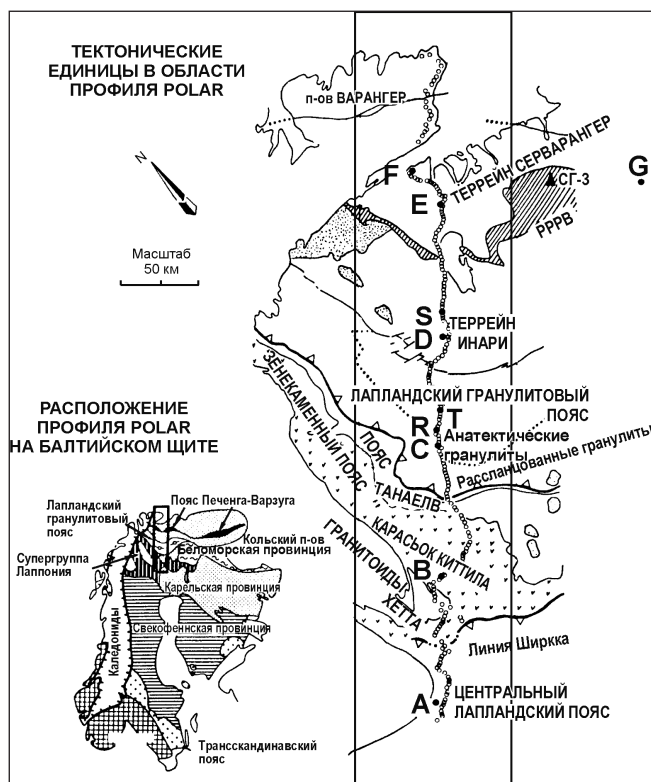 ТЕКТОНИЧЕСКИЕ
ЕДИНИЦЫ В ОБЛАСТИ
ПРОФИЛЯ POLAR
N
Масштаб
50 км
п-ов ВАРАНГЕР
F
E
ТЕРРЕЙН СЕРВАРАНГЕР
СГ-3
G
РРРВ
S
D
ТЕРРЕЙН
ИНАРИ
ЛАПЛАНДСКИЙ ГРАНУЛИТОВЫЙ
ПОЯС
R
T
C
Анатектические
гранулиты
Рассланцованные гранулиты
ЗЕНЕКАМЕННЫЙ ПОЯС
ПОЯС
ТАНАЕЛВ
КАРАСЬОК КИТТИЛА
ГРАНИТОИДЫ
ХЕТТА
B
Линия Ширкка
A
ЦЕНТРАЛЬНЫЙ
ЛАПЛАНДСКИЙ ПОЯС
РАСПОЛОЖЕНИЕ
ПРОФИЛЯ POLAR
НА БАЛТИЙСКОМ ЩИТЕ
Лапландский
гранулитовый
пояс
Пояс Печенга-Варзуга
Кольский п-ов
Беломорская провинция
Супергруппа
Лаппония
Карельская провинция
Свекофеннская провинция
Каледониды
Трансскандинавский
пояс